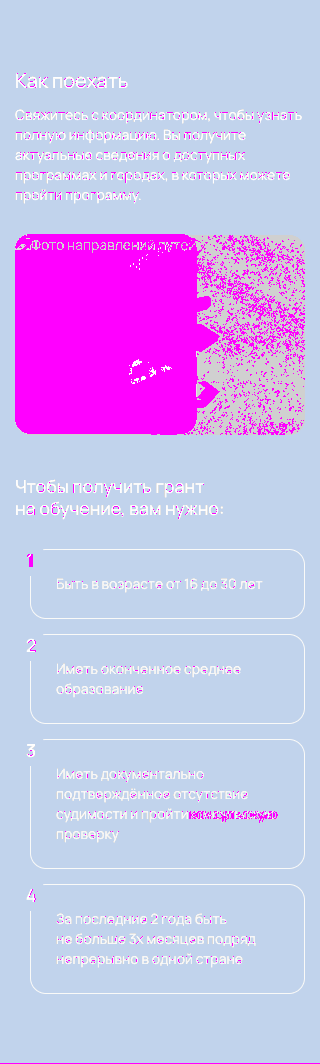 Как поехать
Свяжитесь с координатором, чтобы узнать
полную информацию. Вы получите
актуальные сведения о доступных
программах и городах, в которых можете
пройти программу.
Фото направлений пути
Чтобы получить грант
на обучение, вам нужно:
1
Быть в возрасте от 16 до 30 лет
2
Иметь оконченное среднее
образование
3
Иметь документально
подтверждённое отсутствие
судимости и пройти
проверку
4
За последние 2 года быть
не больше 3х месяцев подряд
непрерывно в одной стране